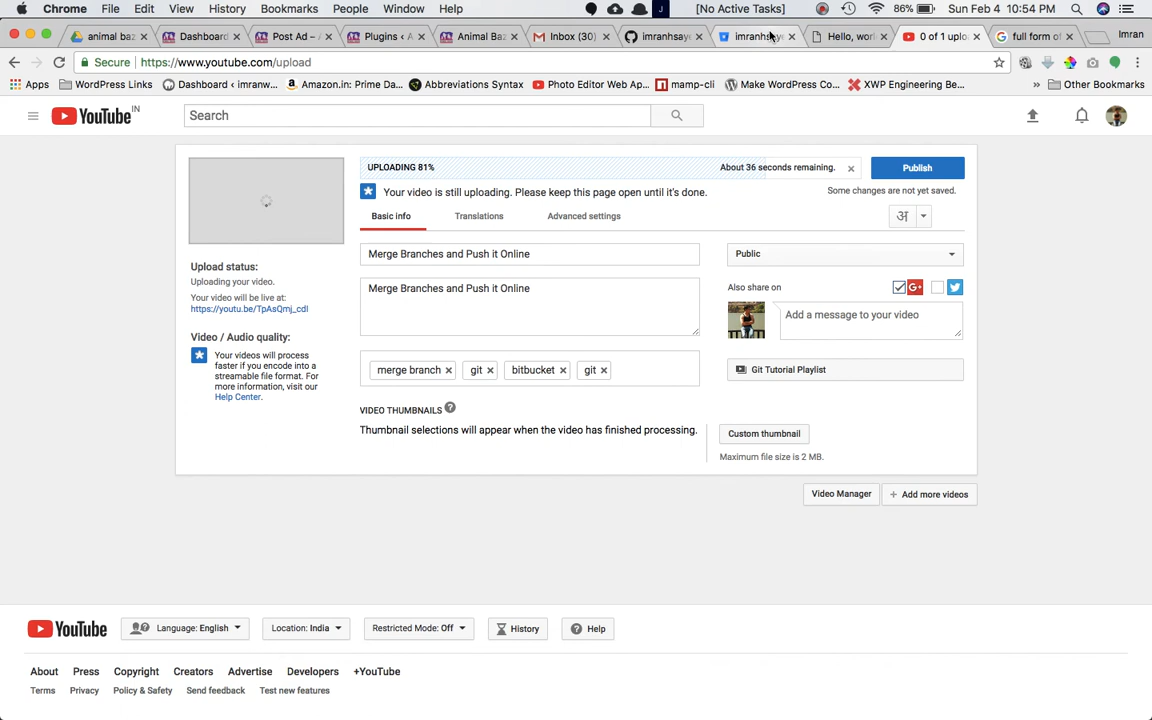 Chrome File Edit View History Bookmarks People Window Help J [No Active Tasks] 86% Sun Feb 4 10:54 PM
animal baz Dashboard Post Ad – Plugins ‹ A Animal Baz Inbox (30) imranhsaye imranhsaye Hello, work 0 of 1 uplo full form of Imran
Secure https://www.youtube.com/upload
Apps WordPress Links Dashboard ‹ imranw... Amazon.in: Prime Da... Abbreviations Syntax Photo Editor Web Ap... mamp-cli Make WordPress Co... XWP Engineering Be... » Other Bookmarks
YouTube IN Search
UPLOADING 81% About 36 seconds remaining. × Publish
Your video is still uploading. Please keep this page open until it's done. Some changes are not yet saved.
Basic info Translations Advanced settings अ
Merge Branches and Push it Online Public
Upload status:
Uploading your video.
Your video will be live at:
https://youtu.be/TpAsQmj_cdI
Merge Branches and Push it Online
Also share on G+
Add a message to your video
Video / Audio quality:
Your videos will process
faster if you encode into a
streamable file format. For
more information, visit our
Help Center.
merge branch × git × bitbucket × git ×
Git Tutorial Playlist
VIDEO THUMBNAILS ?
Thumbnail selections will appear when the video has finished processing.
Custom thumbnail
Maximum file size is 2 MB.
Video Manager + Add more videos
YouTube Language: English Location: India Restricted Mode: Off History Help
About Press Copyright Creators Advertise Developers +YouTube
Terms Privacy Policy & Safety Send feedback Test new features